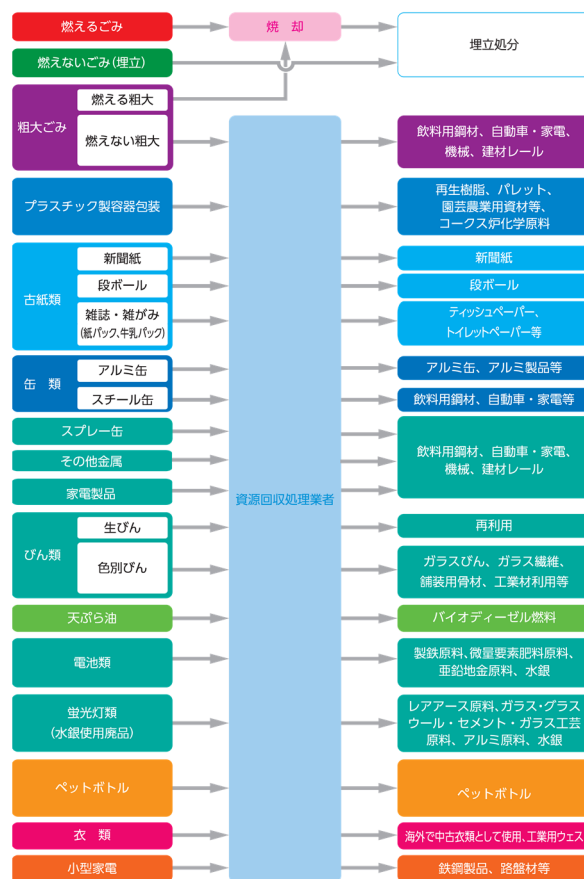 燃えるごみ
焼 却
埋立処分
燃えないごみ(埋立)
粗大ごみ
燃える粗大
燃えない粗大
飲料用鋼材、自動車・家電、
機械、建材レール
プラスチック製容器包装
再生樹脂、パレット、
園芸農業用資材等、
コークス炉化学原料
古紙類
新聞紙
段ボール
雑誌・雑がみ
(紙パック、牛乳パック)
新聞紙
段ボール
ティッシュペーパー、
トイレットペーパー等
缶 類
アルミ缶
スチール缶
アルミ缶、アルミ製品等
飲料用鋼材、自動車・家電等
スプレー缶
その他金属
家電製品
飲料用鋼材、自動車・家電、
機械、建材レール
資源回収処理業者
びん類
生びん
色別びん
再利用
ガラスびん、ガラス繊維、
舗装用骨材、工業材利用等
天ぷら油
バイオディーゼル燃料
電池類
製鉄原料、微量要素肥料原料、
亜鉛地金原料、水銀
蛍光灯類
(水銀使用廃品)
レアアース原料、ガラス・グラス
ウール・セメント・ガラス工芸
原料、アルミ原料、水銀
ペットボトル
ペットボトル
衣 類
海外で中古衣類として使用、工業用ウェス
小型家電
鉄鋼製品、路盤材等